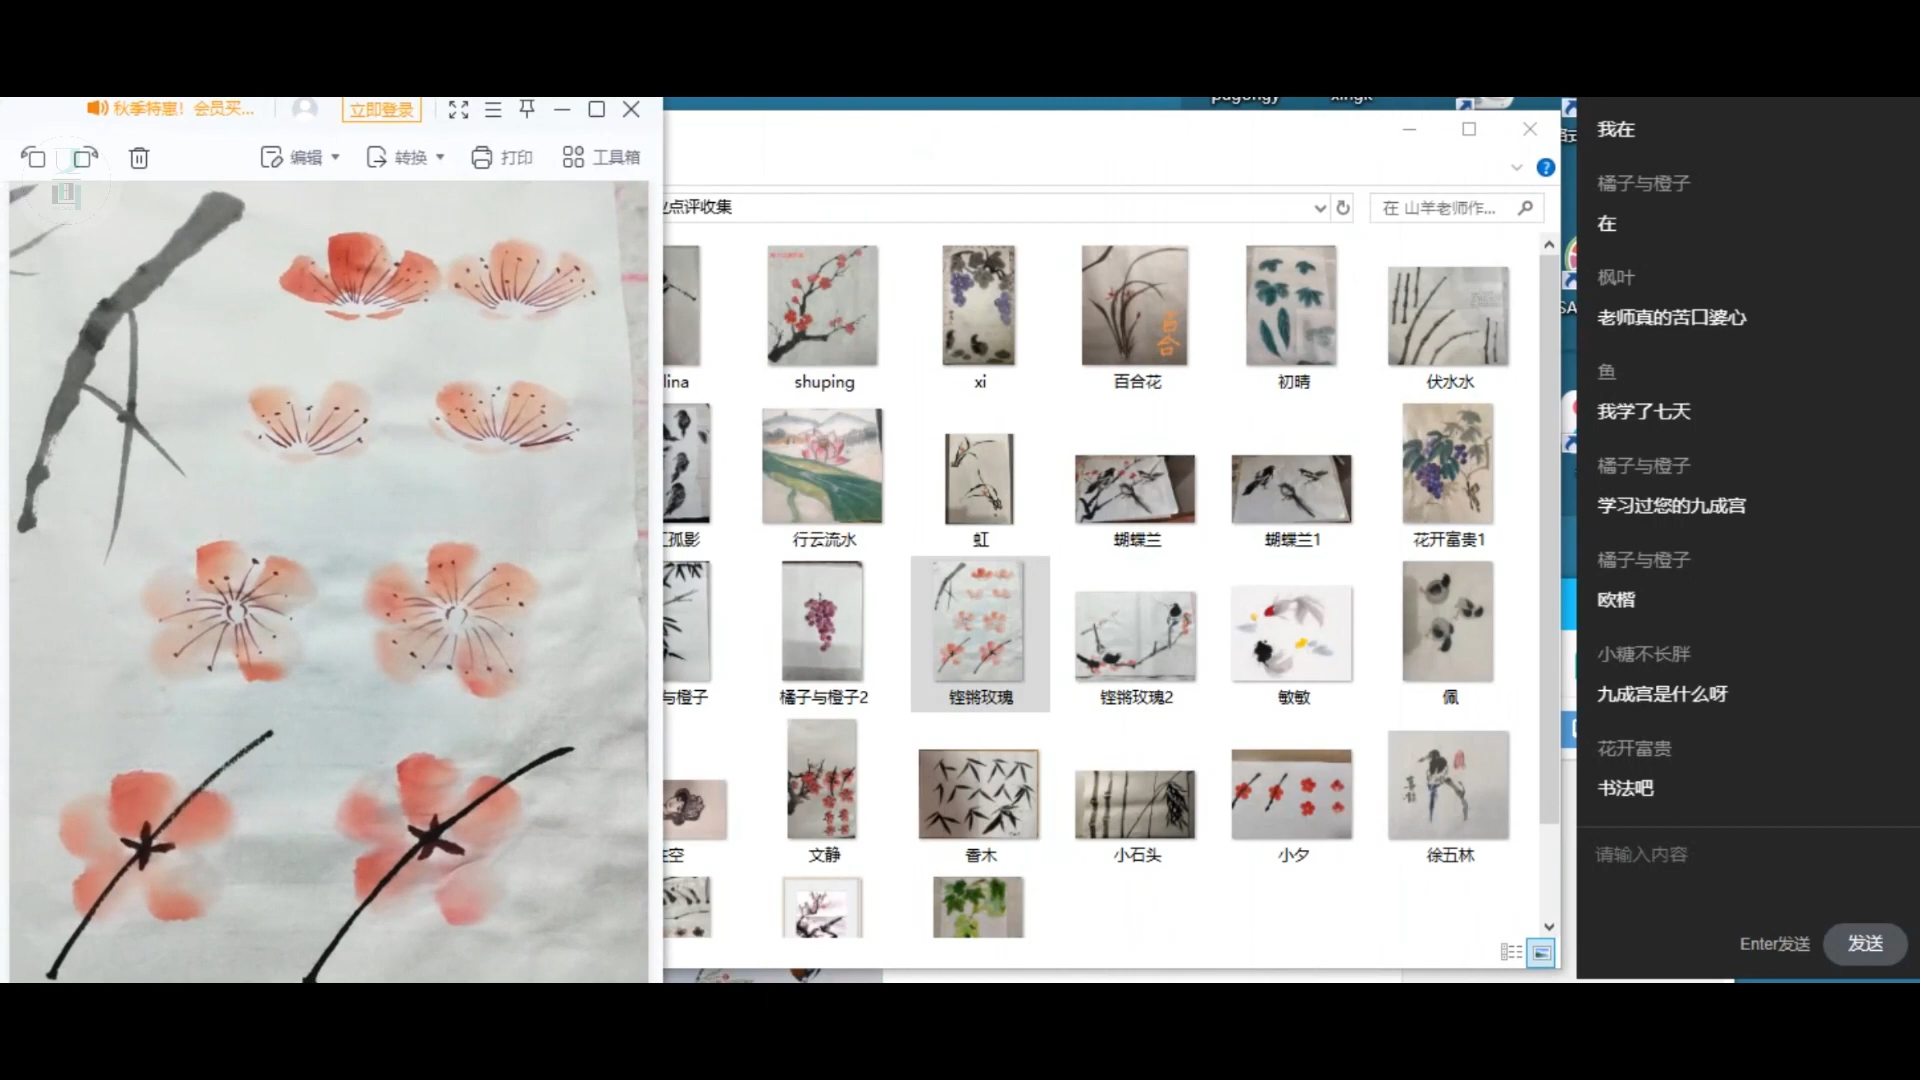 秋季特惠！会员买...
立即登录
编辑
转换
打印
工具箱
点评收集
在 山羊老师作...
lina
shuping
xi
百合花
初晴
伏水水
孤影
行云流水
虹
蝴蝶兰
蝴蝶兰1
花开富贵1
与橙子
橘子与橙子2
铿锵玫瑰
铿锵玫瑰2
敏敏
佩
空
文静
香木
小石头
小夕
徐五林
百合
我在
橘子与橙子
在
枫叶
老师真的苦口婆心
鱼
我学了七天
橘子与橙子
学习过您的九成宫
橘子与橙子
欧楷
小糖不长胖
九成宫是什么呀
花开富贵
书法吧
请输入内容
Enter发送
发送